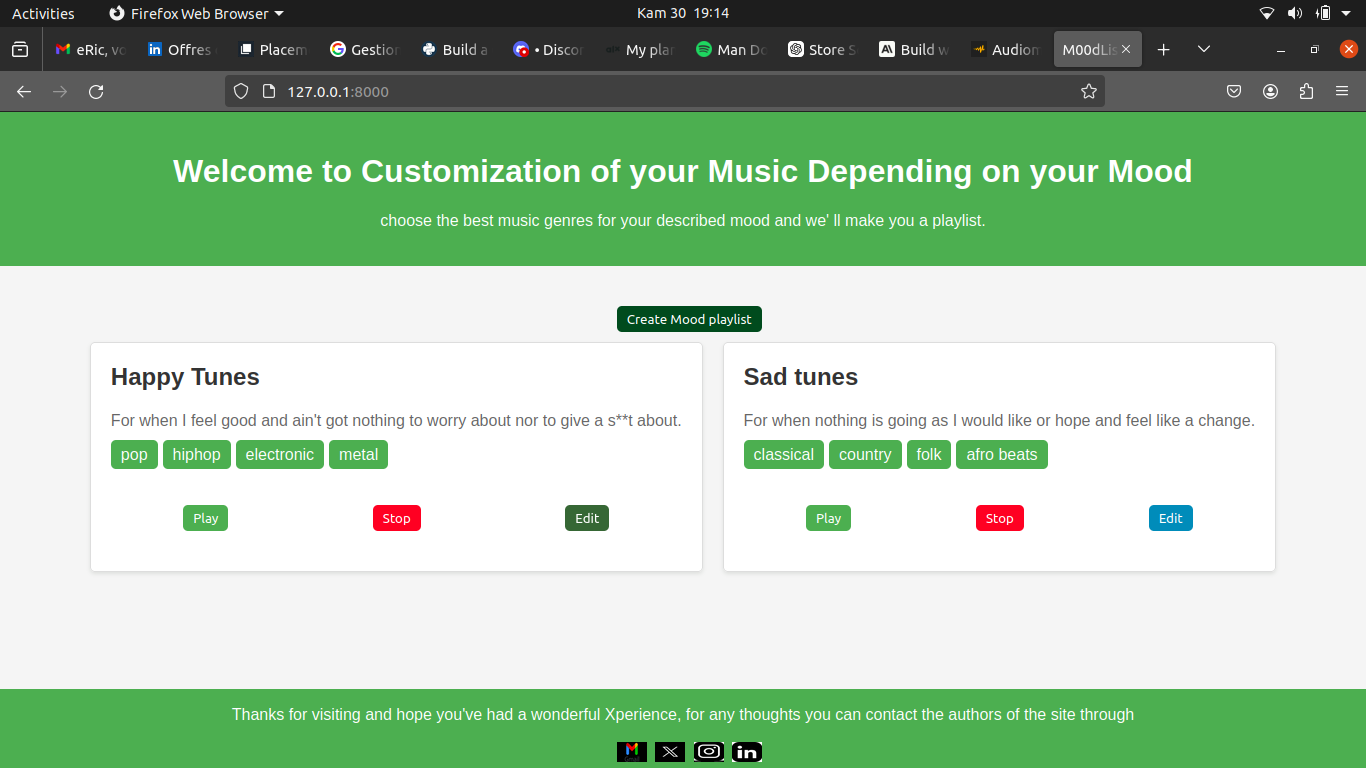 Activities Firefox Web Browser Kam 30 19:14
eRic, vo Offres Placem Gestion Build a • Discor My plar Man Do Store S Build w Audiom M00dLis
127.0.0.1:8000
Welcome to Customization of your Music Depending on your Mood
choose the best music genres for your described mood and we' ll make you a playlist.
Create Mood playlist
Happy Tunes
For when I feel good and ain't got nothing to worry about nor to give a s**t about.
pop hiphop electronic metal
Play Stop Edit
Sad tunes
For when nothing is going as I would like or hope and feel like a change.
classical country folk afro beats
Play Stop Edit
Thanks for visiting and hope you've had a wonderful Xperience, for any thoughts you can contact the authors of the site through